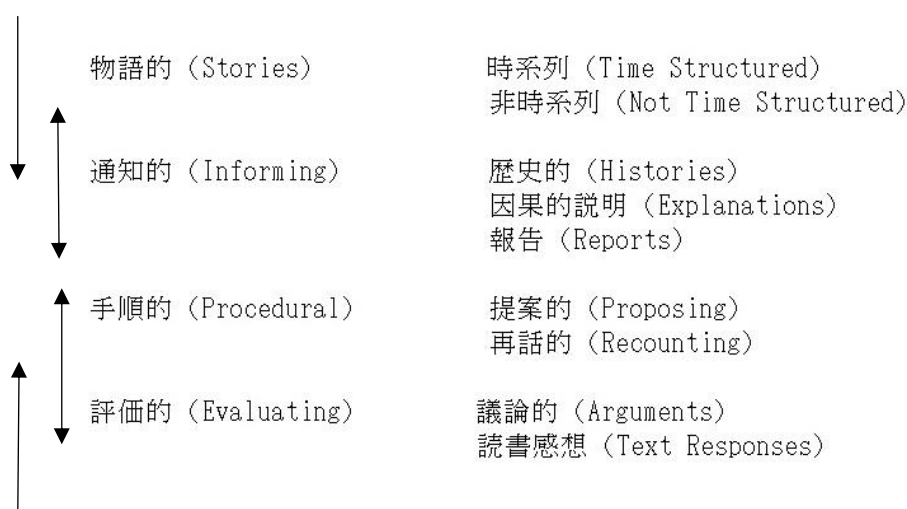 物語的 (Stories) 時系列 (Time Structured)
非時系列 (Not Time Structured)
通知的 (Informing) 歴史的 (Histories)
因果的説明 (Explanations)
報告 (Reports)
手順的 (Procedural) 提案的 (Proposing)
再話的 (Recounting)
評価的 (Evaluating) 議論的 (Arguments)
読書感想 (Text Responses)